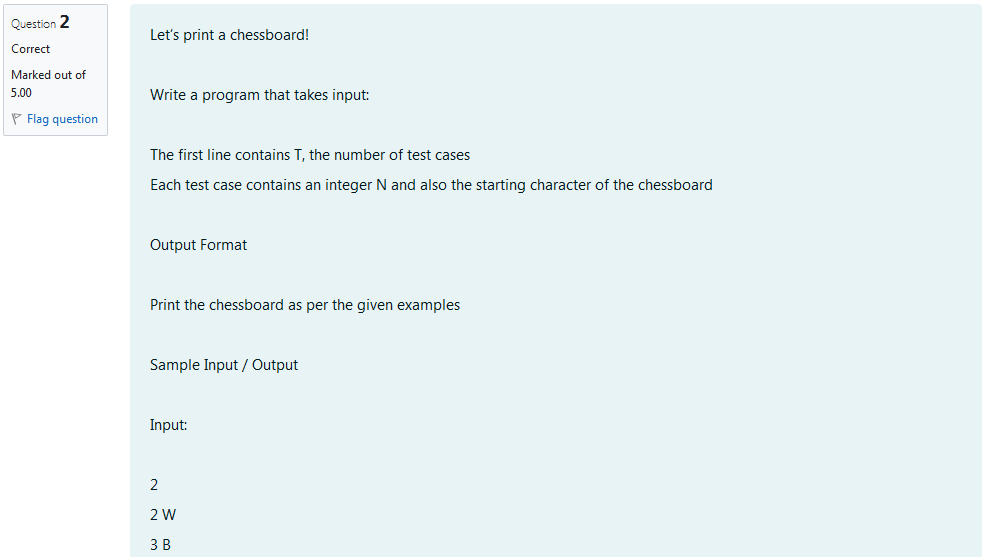 Question 2
Correct
Marked out of
5.00
Flag question
Let's print a chessboard!
Write a program that takes input:
The first line contains T, the number of test cases
Each test case contains an integer N and also the starting character of the chessboard
Output Format
Print the chessboard as per the given examples
Sample Input / Output
Input:
2
2 W
3 B